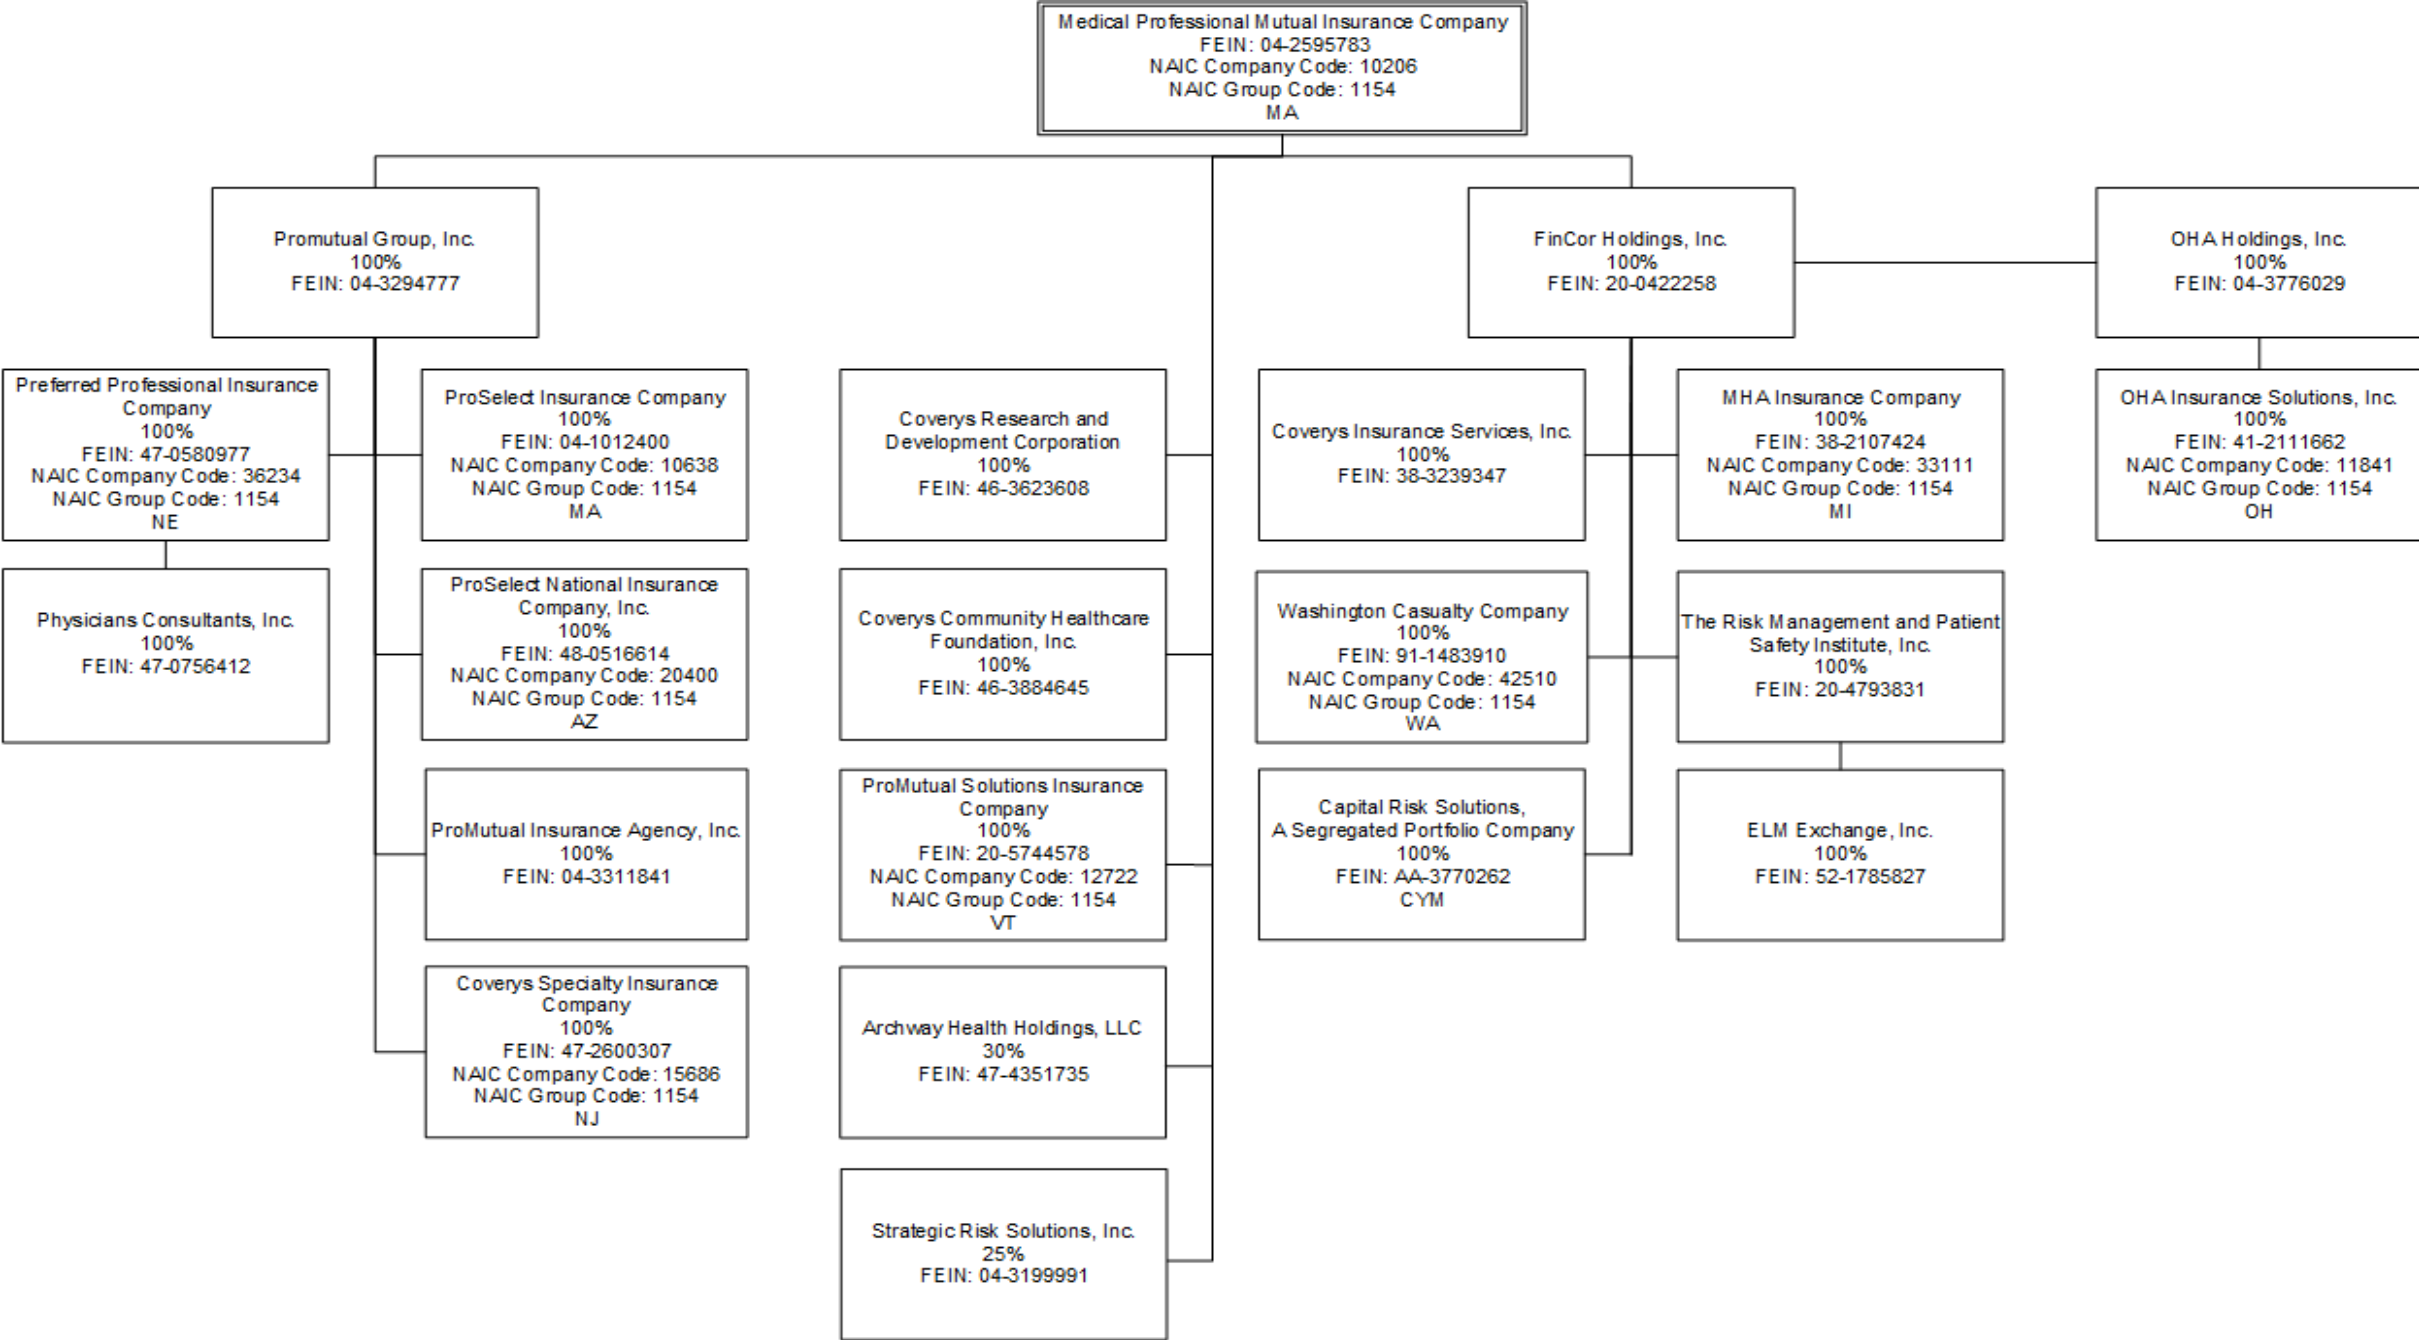 Medical Professional Mutual Insurance Company
FEIN: 04-2595783
NAIC Company Code: 10206
NAIC Group Code: 1154
MA
Promutual Group, Inc.
100%
FEIN: 04-3294777
FinCor Holdings, Inc.
100%
FEIN: 20-0422258
OHA Holdings, Inc.
100%
FEIN: 04-3776029
Preferred Professional Insurance
Company
100%
FEIN: 47-0580977
NAIC Company Code: 36234
NAIC Group Code: 1154
NE
ProSelect Insurance Company
100%
FEIN: 04-1012400
NAIC Company Code: 10638
NAIC Group Code: 1154
MA
Coverys Research and
Development Corporation
100%
FEIN: 46-3623608
Coverys Insurance Services, Inc.
100%
FEIN: 38-3239347
MHA Insurance Company
100%
FEIN: 38-2107424
NAIC Company Code: 33111
NAIC Group Code: 1154
MI
OHA Insurance Solutions, Inc.
100%
FEIN: 41-2111662
NAIC Company Code: 11841
NAIC Group Code: 1154
OH
Physicians Consultants, Inc.
100%
FEIN: 47-0756412
ProSelect National Insurance
Company, Inc.
100%
FEIN: 48-0516614
NAIC Company Code: 20400
NAIC Group Code: 1154
AZ
Coverys Community Healthcare
Foundation, Inc.
100%
FEIN: 46-3884645
Washington Casualty Company
100%
FEIN: 91-1483910
NAIC Company Code: 42510
NAIC Group Code: 1154
WA
The Risk Management and Patient
Safety Institute, Inc.
100%
FEIN: 20-4793831
ProMutual Insurance Agency, Inc.
100%
FEIN: 04-3311841
ProMutual Solutions Insurance
Company
100%
FEIN: 20-5744578
NAIC Company Code: 12722
NAIC Group Code: 1154
VT
Capital Risk Solutions,
A Segregated Portfolio Company
100%
FEIN: AA-3770262
CYM
ELM Exchange, Inc.
100%
FEIN: 52-1785827
Coverys Specialty Insurance
Company
100%
FEIN: 47-2600307
NAIC Company Code: 15686
NAIC Group Code: 1154
NJ
Archway Health Holdings, LLC
30%
FEIN: 47-4351735
Strategic Risk Solutions, Inc.
25%
FEIN: 04-3199991